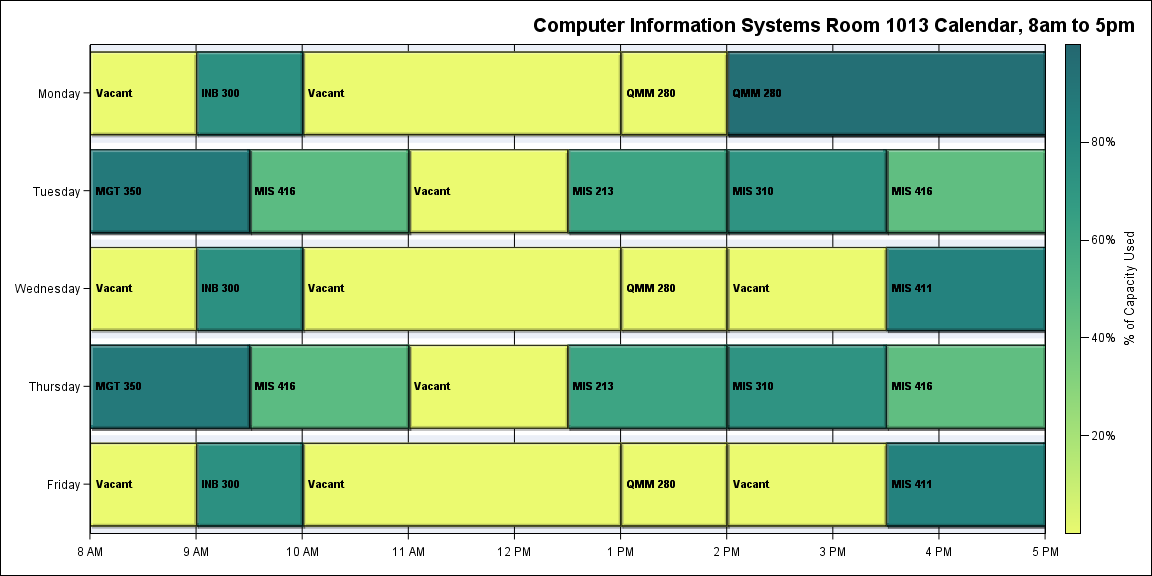 Computer Information Systems Room 1013 Calendar, 8am to 5pm
Monday
Vacant
INB 300
Vacant
QMM 280
QMM 280
Tuesday
MGT 350
MIS 416
Vacant
MIS 213
MIS 310
MIS 416
Wednesday
Vacant
INB 300
Vacant
QMM 280
Vacant
MIS 411
Thursday
MGT 350
MIS 416
Vacant
MIS 213
MIS 310
MIS 416
Friday
Vacant
INB 300
Vacant
QMM 280
Vacant
MIS 411
8 AM
9 AM
10 AM
11 AM
12 PM
1 PM
2 PM
3 PM
4 PM
5 PM
80%
60%
40%
20%
% of Capacity Used